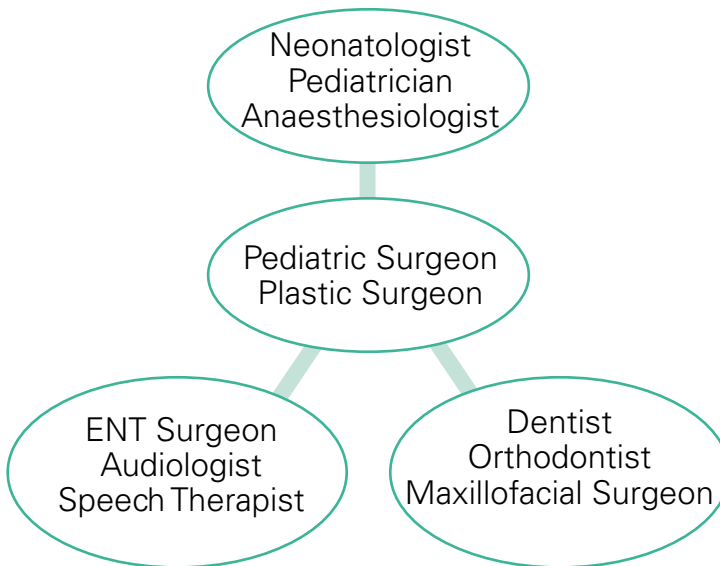 Neonatologist
Pediatrician
Anaesthesiologist
Pediatric Surgeon
Plastic Surgeon
ENT Surgeon
Audiologist
Speech Therapist
Dentist
Orthodontist
Maxillofacial Surgeon